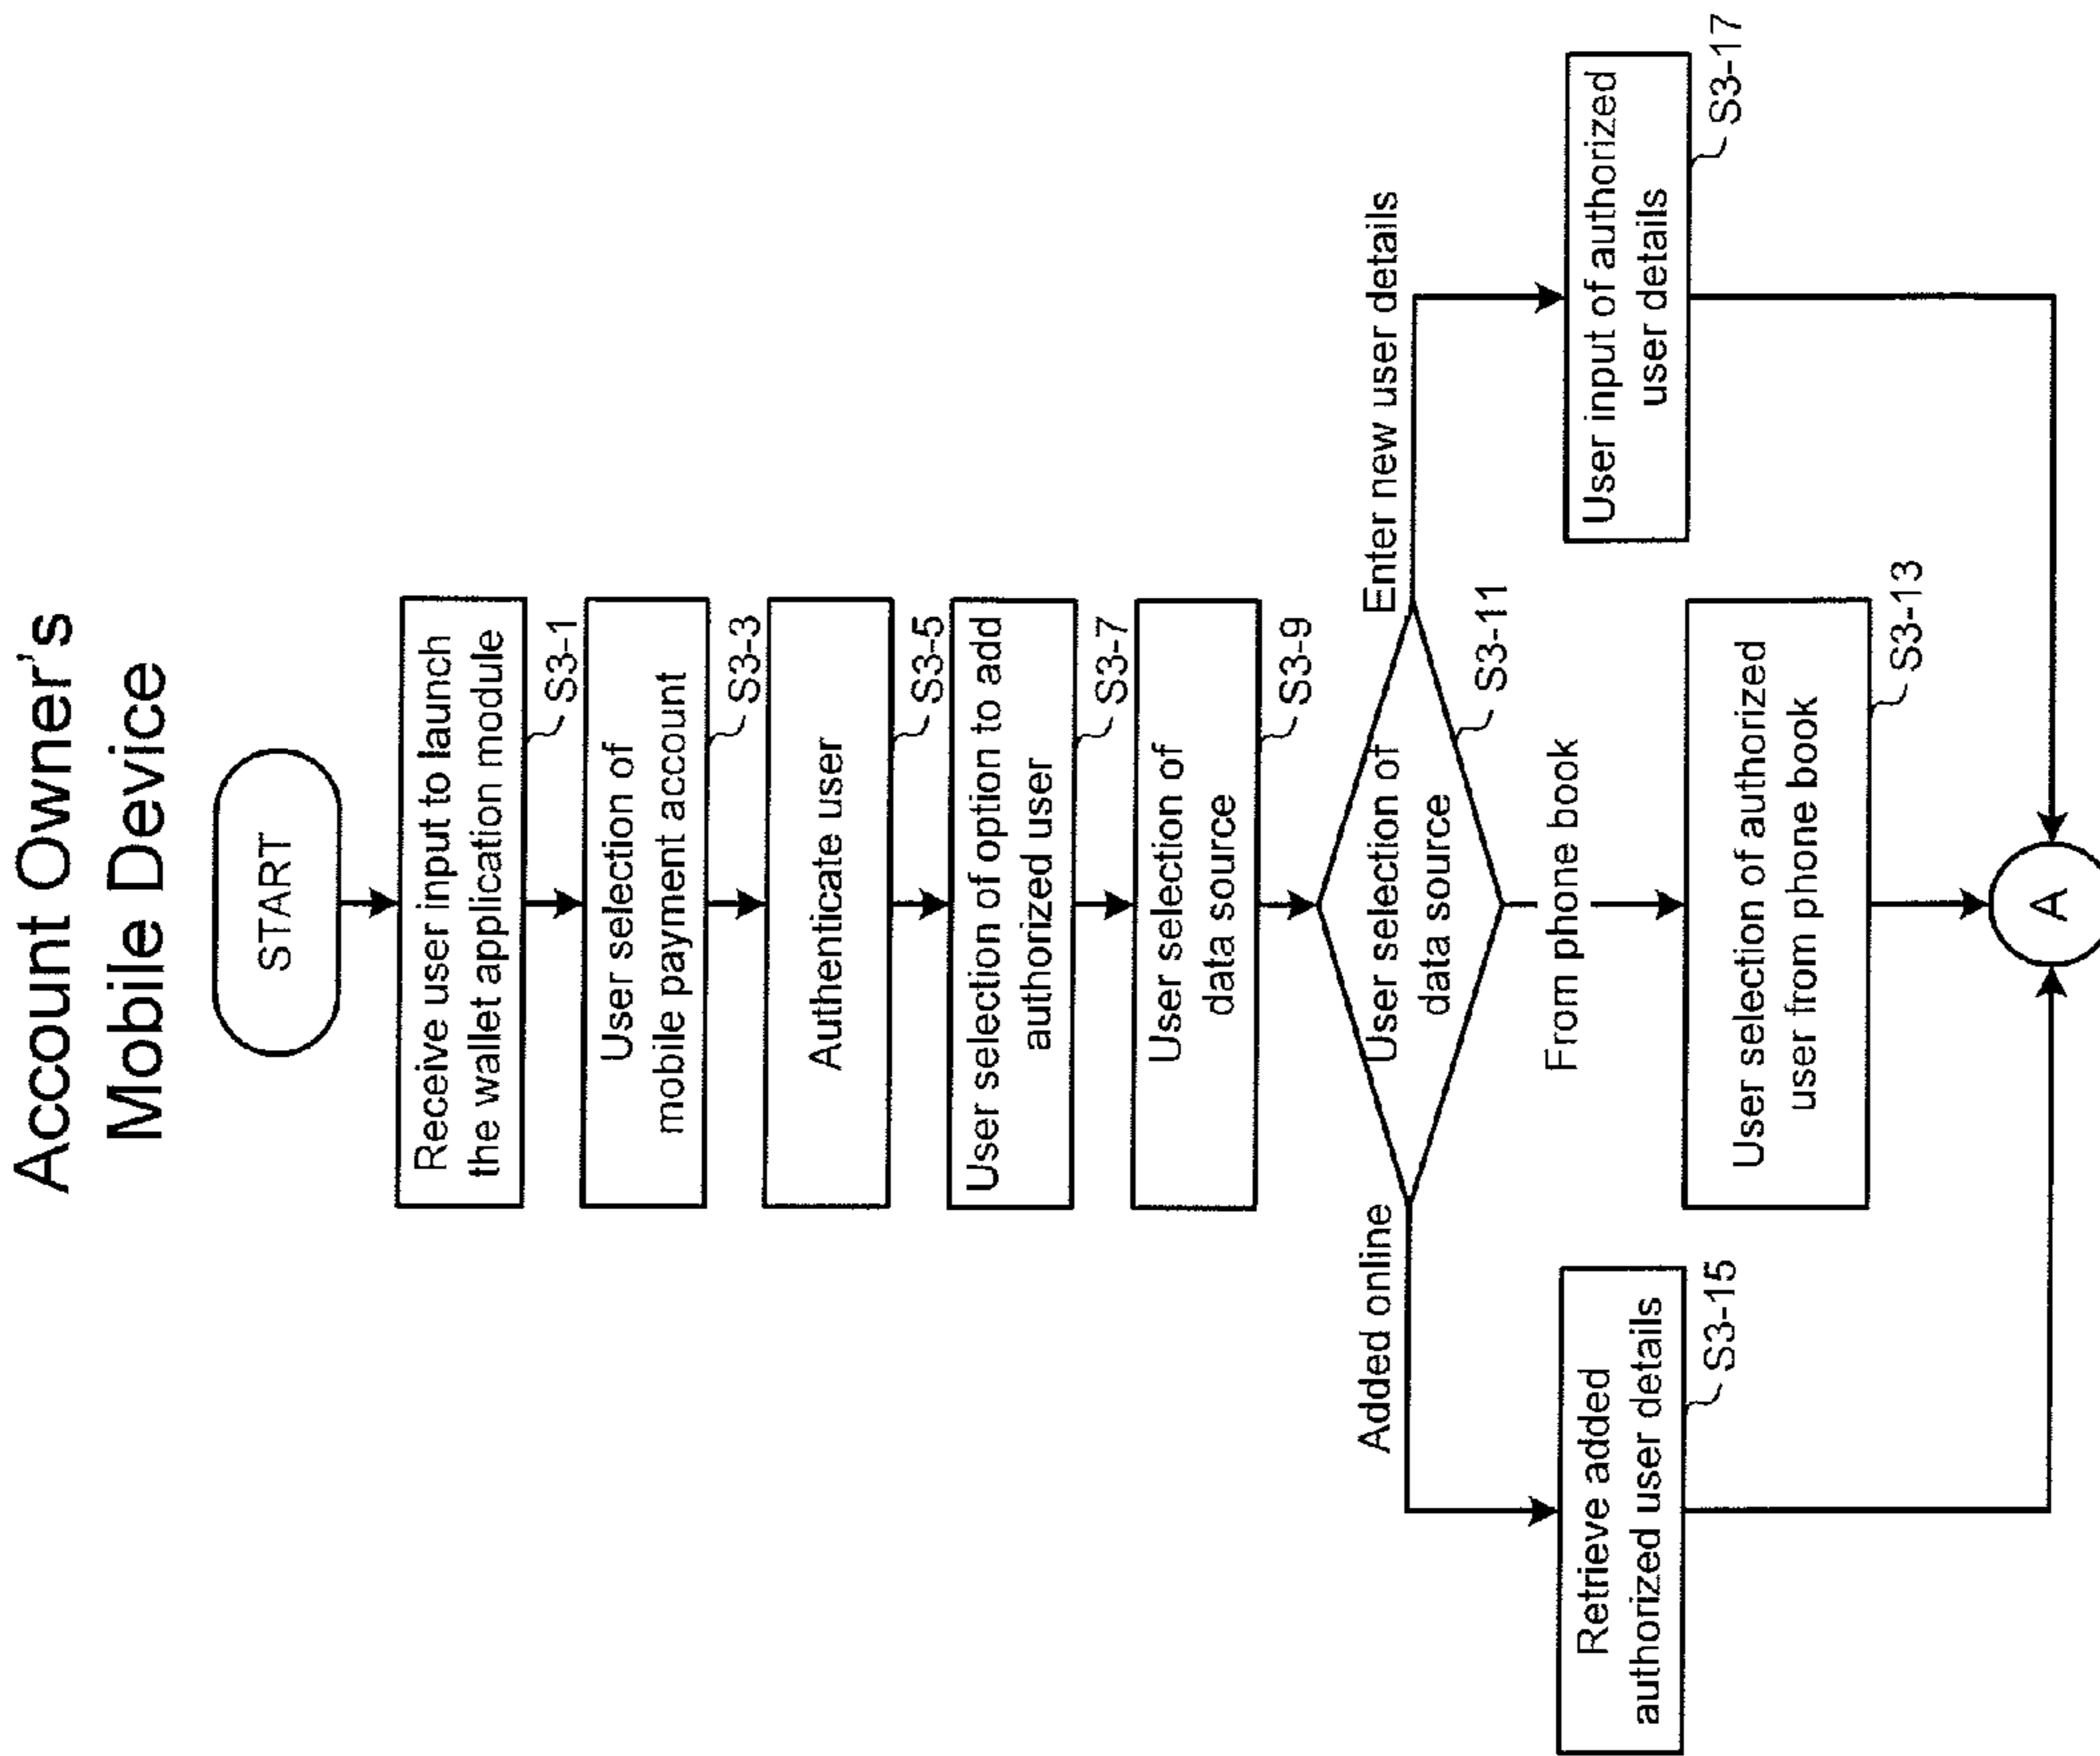 Account Owner's
Mobile Device
START
Receive user input to launch
the wallet application module
S3-1
User selection of
mobile payment account
S3-3
Authenticate user
S3-5
User selection of option to add
authorized user
S3-7
User selection of
data source
S3-9
User selection of
data source
S3-11
Added online
From phone book
Enter new user details
Retrieve added
authorized user details
S3-15
User selection of authorized
user from phone book
S3-13
User input of authorized
user details
S3-17
A